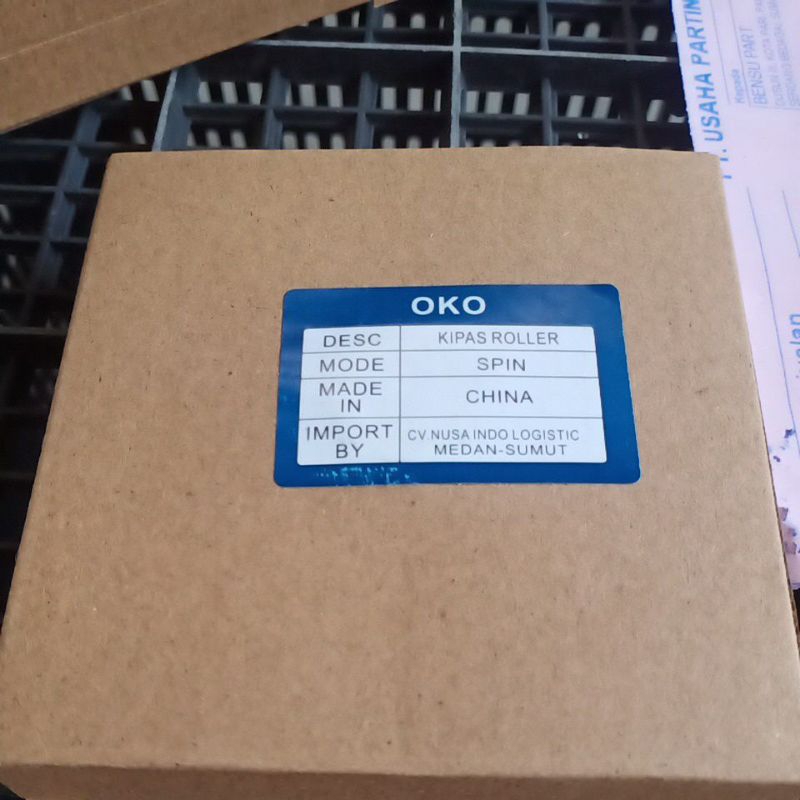 OKO
DESC KIPAS ROLLER
MODE SPIN
MADE IN CHINA
IMPORT BY CV.NUSA INDO LOGISTIC
MEDAN-SUMUT
USAHA PARTIN
Kepada
BENSU PART